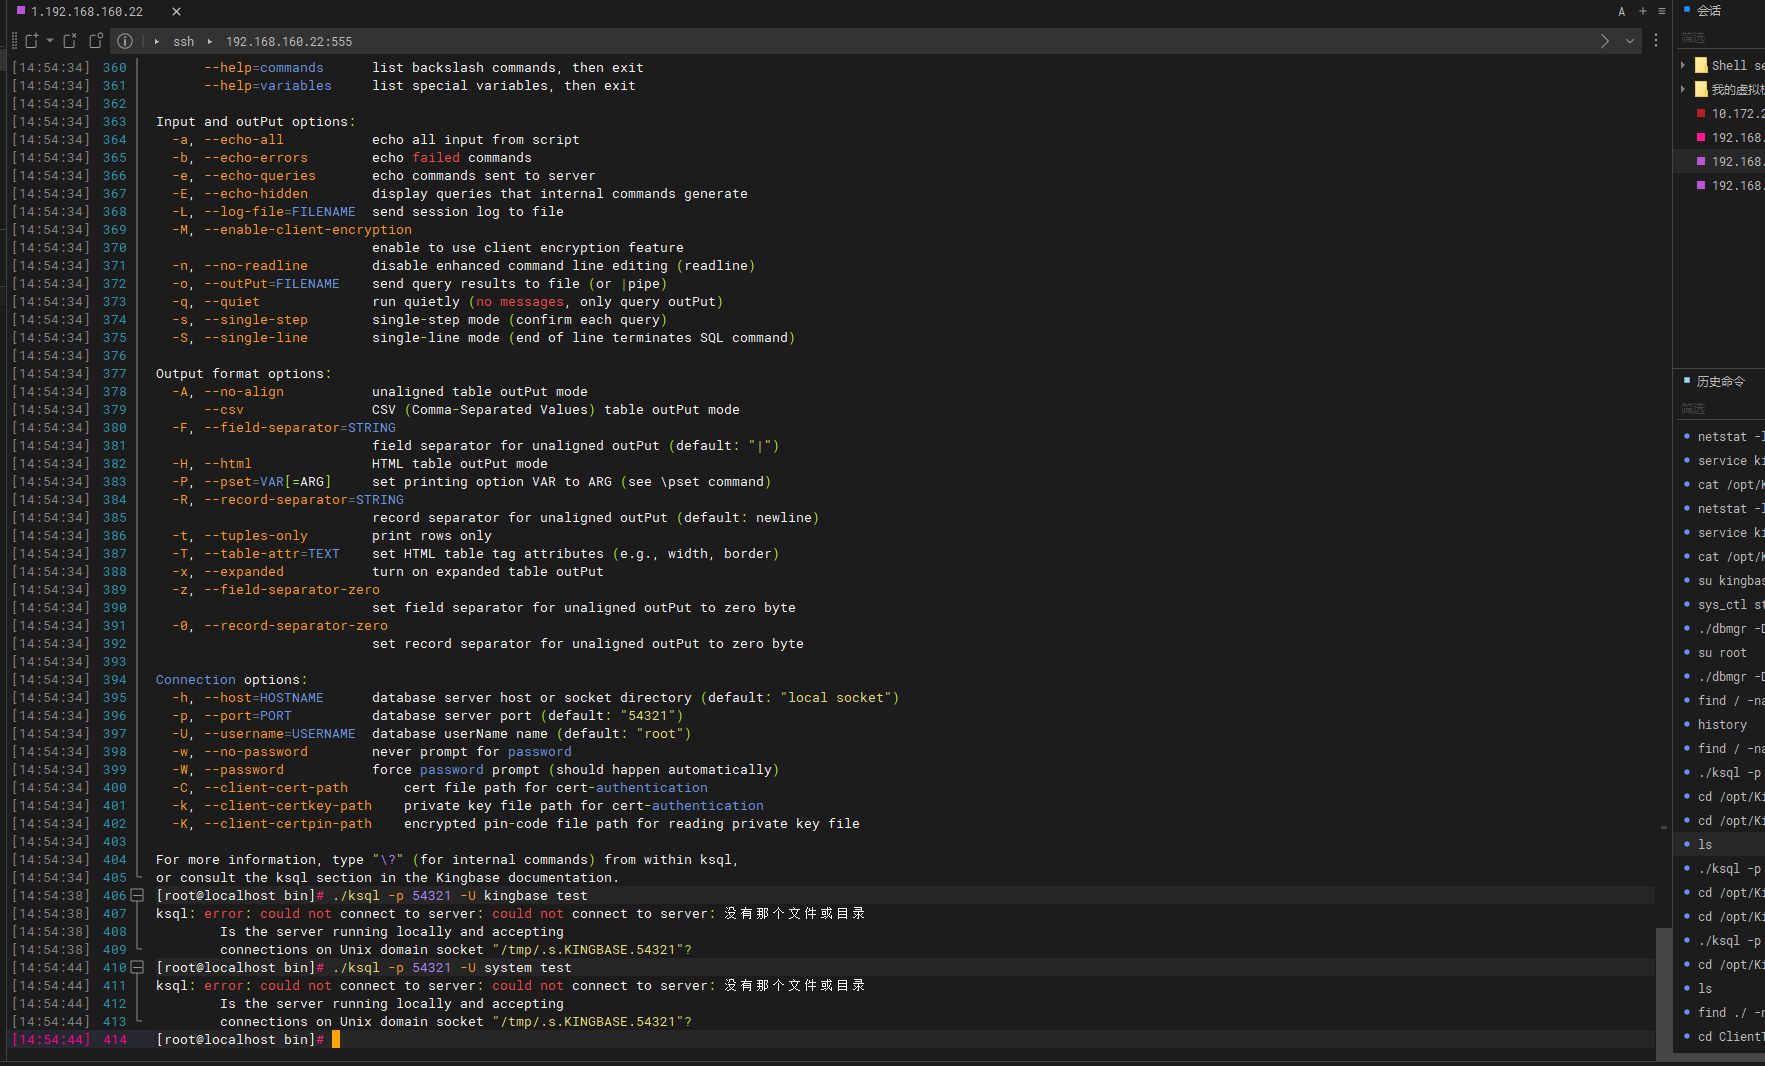 1.192.168.160.22
A
ssh 192.168.160.22:555
[14:54:34] 360 --help=commands list backslash commands, then exit
[14:54:34] 361 --help=variables list special variables, then exit
[14:54:34] 362
[14:54:34] 363 Input and outPut options:
[14:54:34] 364 -a, --echo-all echo all input from script
[14:54:34] 365 -b, --echo-errors echo failed commands
[14:54:34] 366 -e, --echo-queries echo commands sent to server
[14:54:34] 367 -E, --echo-hidden display queries that internal commands generate
[14:54:34] 368 -L, --log-file=FILENAME send session log to file
[14:54:34] 369 -M, --enable-client-encryption
[14:54:34] 370 enable to use client encryption feature
[14:54:34] 371 -n, --no-readline disable enhanced command line editing (readline)
[14:54:34] 372 -o, --outPut=FILENAME send query results to file (or |pipe)
[14:54:34] 373 -q, --quiet run quietly (no messages, only query outPut)
[14:54:34] 374 -s, --single-step single-step mode (confirm each query)
[14:54:34] 375 -S, --single-line single-line mode (end of line terminates SQL command)
[14:54:34] 376
[14:54:34] 377 Output format options:
[14:54:34] 378 -A, --no-align unaligned table outPut mode
[14:54:34] 379 --csv CSV (Comma-Separated Values) table outPut mode
[14:54:34] 380 -F, --field-separator=STRING
[14:54:34] 381 field separator for unaligned outPut (default: "|")
[14:54:34] 382 -H, --html HTML table outPut mode
[14:54:34] 383 -P, --pset=VAR[=ARG] set printing option VAR to ARG (see \pset command)
[14:54:34] 384 -R, --record-separator=STRING
[14:54:34] 385 record separator for unaligned outPut (default: newline)
[14:54:34] 386 -t, --tuples-only print rows only
[14:54:34] 387 -T, --table-attr=TEXT set HTML table tag attributes (e.g., width, border)
[14:54:34] 388 -x, --expanded turn on expanded table outPut
[14:54:34] 389 -z, --field-separator-zero
[14:54:34] 390 set field separator for unaligned outPut to zero byte
[14:54:34] 391 -0, --record-separator-zero
[14:54:34] 392 set record separator for unaligned outPut to zero byte
[14:54:34] 393
[14:54:34] 394 Connection options:
[14:54:34] 395 -h, --host=HOSTNAME database server host or socket directory (default: "local socket")
[14:54:34] 396 -p, --port=PORT database server port (default: "54321")
[14:54:34] 397 -U, --username=USERNAME database userName name (default: "root")
[14:54:34] 398 -w, --no-password never prompt for password
[14:54:34] 399 -W, --password force password prompt (should happen automatically)
[14:54:34] 400 -C, --client-cert-path cert file path for cert-authentication
[14:54:34] 401 -k, --client-certkey-path private key file path for cert-authentication
[14:54:34] 402 -K, --client-certpin-path encrypted pin-code file path for reading private key file
[14:54:34] 403
[14:54:34] 404 For more information, type "\?" (for internal commands) from within ksql,
[14:54:34] 405 or consult the ksql section in the Kingbase documentation.
[14:54:38] 406 [root@localhost bin]# ./ksql -p 54321 -U kingbase test
[14:54:38] 407 ksql: error: could not connect to server: could not connect to server: 没有那个文件或目录
[14:54:38] 408 Is the server running locally and accepting
[14:54:38] 409 connections on Unix domain socket "/tmp/.s.KINGBASE.54321"?
[14:54:44] 410 [root@localhost bin]# ./ksql -p 54321 -U system test
[14:54:44] 411 ksql: error: could not connect to server: could not connect to server: 没有那个文件或目录
[14:54:44] 412 Is the server running locally and accepting
[14:54:44] 413 connections on Unix domain socket "/tmp/.s.KINGBASE.54321"?
[14:54:44] 414 [root@localhost bin]#
会话
筛选
Shell se
我的虚拟
10.172.2
192.168.
192.168.
192.168.
历史命令
筛选
netstat -l
service ki
cat /opt/K
netstat -l
service ki
cat /opt/K
su kingbas
sys_ctl st
./dbmgr -D
su root
./dbmgr -D
find / -na
history
find / -na
./ksql -p
cd /opt/Ki
cd /opt/Ki
ls
./ksql -p
cd /opt/Ki
cd /opt/Ki
./ksql -p
cd /opt/Ki
ls
find ./ -n
cd ClientT